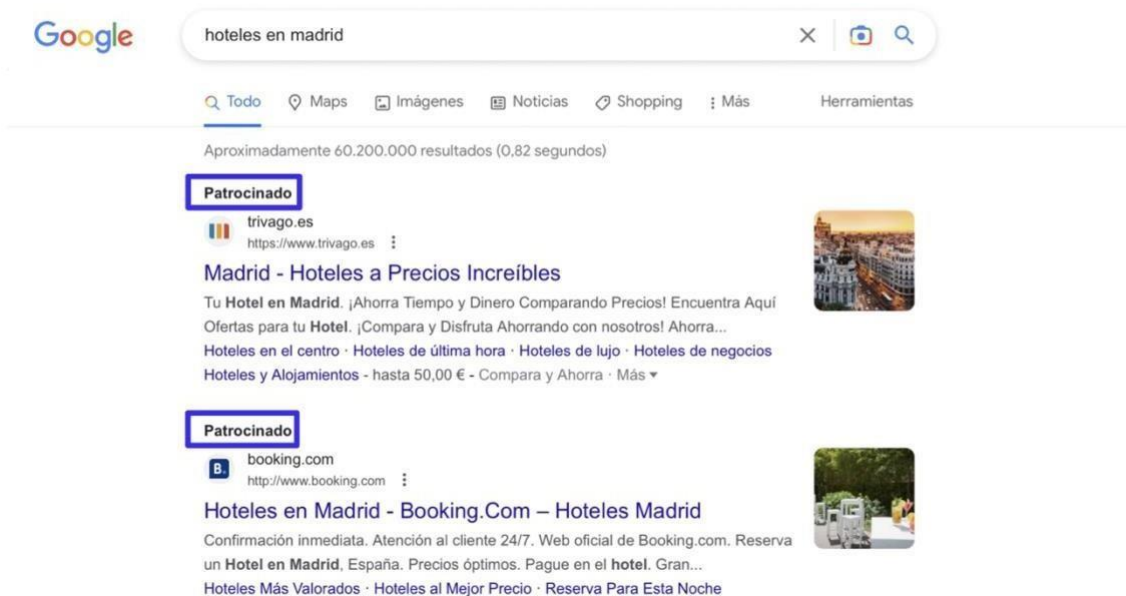 Google
hoteles en madrid
Todo Maps Imágenes Noticias Shopping Más Herramientas
Aproximadamente 60.200.000 resultados (0,82 segundos)
Patrocinado
trivago.es
https://www.trivago.es
Madrid - Hoteles a Precios Increíbles
Tu Hotel en Madrid. ¡Ahorra Tiempo y Dinero Comparando Precios! Encuentra Aquí
Ofertas para tu Hotel. ¡Compara y Disfruta Ahorrando con nosotros! Ahorra...
Hoteles en el centro · Hoteles de última hora · Hoteles de lujo · Hoteles de negocios
Hoteles y Alojamientos - hasta 50,00 € - Compara y Ahorra · Más ▾
Patrocinado
B.
booking.com
http://www.booking.com
Hoteles en Madrid - Booking.Com – Hoteles Madrid
Confirmación inmediata. Atención al cliente 24/7. Web oficial de Booking.com. Reserva
un Hotel en Madrid, España. Precios óptimos. Pague en el hotel. Gran...
Hoteles Más Valorados · Hoteles al Mejor Precio · Reserva Para Esta Noche